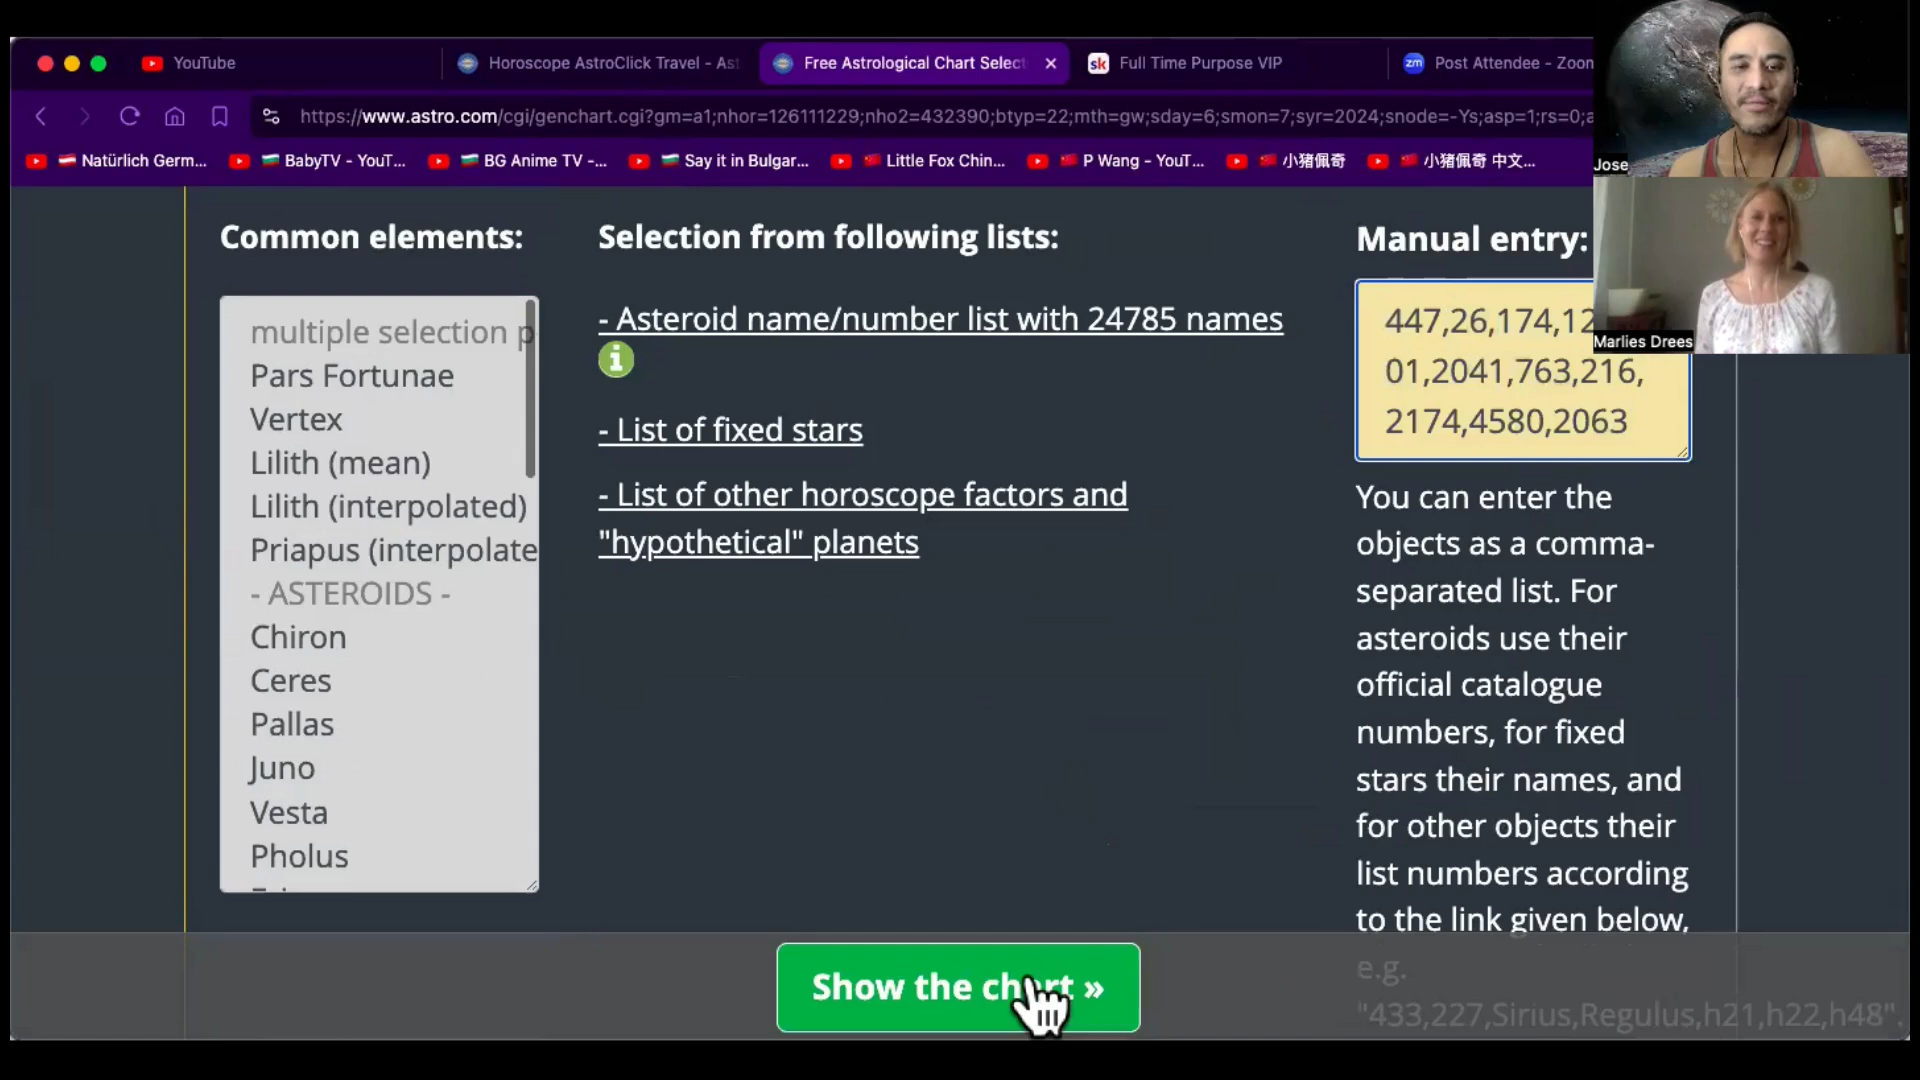 YouTube
Horoscope AstroClick Travel - Ast
Free Astrological Chart Select
Full Time Purpose VIP
zm
Post Attendee - Zoon
https://www.astro.com/cgi/genchart.cgi?gm=a1;nhor=126111229;nho2=432390;btyp=22;mth=gw;sday=6;smon=7;syr=2024;snode=-Ys;asp=1;rs=0;a
Natürlich Germ...
BabyTV - YouT...
BG Anime TV -...
Say it in Bulgar...
Little Fox Chin...
P Wang - YouT...
小猪佩奇
小猪佩奇 中文...
Jose
Marlies Drees
Common elements:
multiple selection p
Pars Fortunae
Vertex
Lilith (mean)
Lilith (interpolated)
Priapus (interpolate
- ASTEROIDS -
Chiron
Ceres
Pallas
Juno
Vesta
Pholus
Selection from following lists:
- Asteroid name/number list with 24785 names
i
- List of fixed stars
- List of other horoscope factors and
"hypothetical" planets
Manual entry:
447,26,174,12
01,2041,763,216,
2174,4580,2063
You can enter the
objects as a comma-
separated list. For
asteroids use their
official catalogue
numbers, for fixed
stars their names, and
for other objects their
list numbers according
to the link given below,
e.g.
"433,227,Sirius,Regulus,h21,h22,h48".
Show the chart »